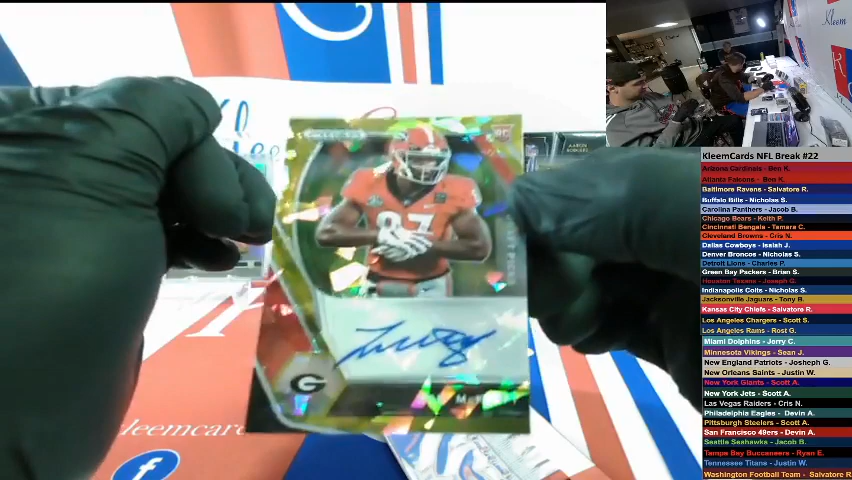 Kleem
AARON
RODGERS
RC
87
G
kleemcard
KleemCards NFL Break #22
Arizona Cardinals - Ben K.
Atlanta Falcons - Ben K.
Baltimore Ravens - Salvatore R.
Buffalo Bills - Nicholas S.
Carolina Panthers - Jacob B.
Chicago Bears - Keith P.
Cincinnati Bengals - Tamara C.
Cleveland Browns - Cris N.
Dallas Cowboys - Isaiah J.
Denver Broncos - Nicholas S.
Detroit Lions - Charles P.
Green Bay Packers - Brian S.
Houston Texans - Joseph G.
Indianapolis Colts - Nicholas S.
Jacksonville Jaguars - Tony B.
Kansas City Chiefs - Salvatore R.
Los Angeles Chargers - Scott S.
Los Angeles Rams - Rost G.
Miami Dolphins - Jerry C.
Minnesota Vikings - Sean J.
New England Patriots - Josheph G.
New Orleans Saints - Justin W.
New York Giants - Scott A.
New York Jets - Scott A.
Las Vegas Raiders - Cris N.
Philadelphia Eagles - Devin A.
Pittsburgh Steelers - Scott A.
San Francisco 49ers - Devin A.
Seattle Seahawks - Jacob B.
Tampa Bay Buccaneers - Ryan E.
Tennessee Titans - Justin W.
Washington Football Team - Salvatore R